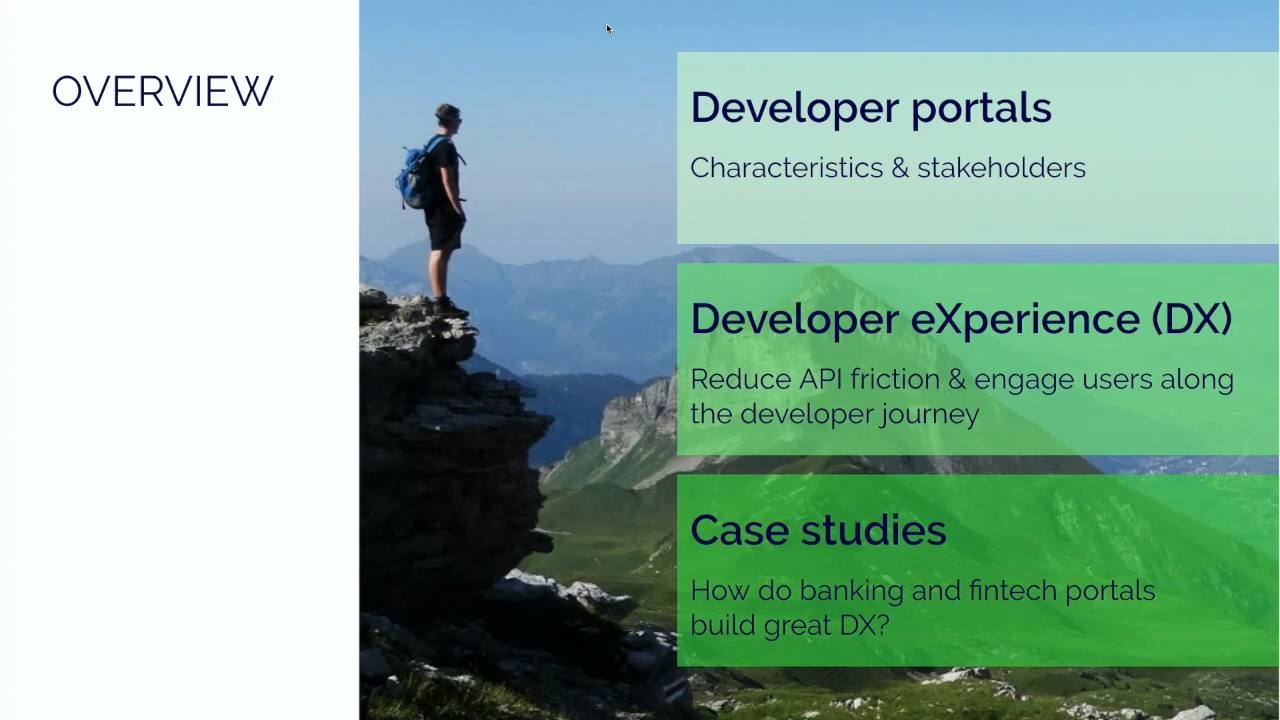 OVERVIEW
Developer portals
Characteristics & stakeholders
Developer eXperience (DX)
Reduce API friction & engage users along
the developer journey
Case studies
How do banking and fintech portals
build great DX?